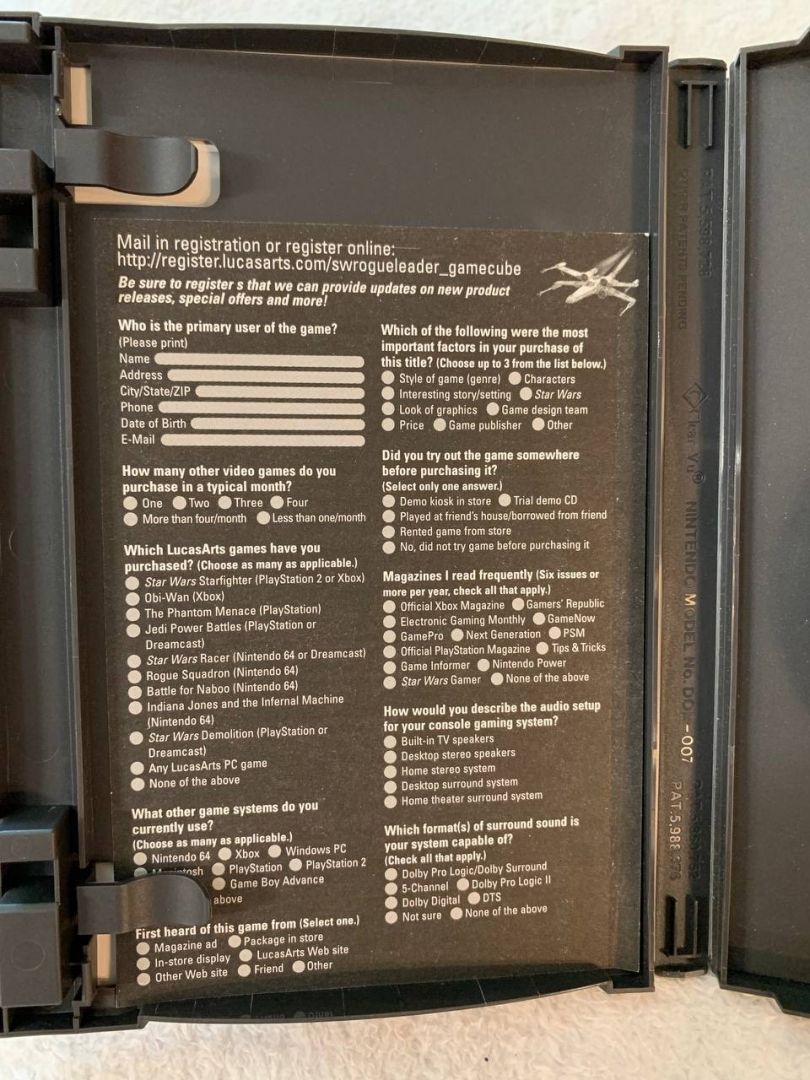 Mail in registration or register online:
http://register.lucasarts.com/swrogueleader_gamecube
Be sure to register s that we can provide updates on new product
releases, special offers and more!
Who is the primary user of the game?
(Please print)
Name
Address
City/State/ZIP
Phone
Date of Birth
E-Mail
How many other video games do you
purchase in a typical month?
One Two Three Four
More than four/month Less than one/month
Which LucasArts games have you
purchased? (Choose as many as applicable.)
Star Wars Starfighter (PlayStation 2 or Xbox)
Obi-Wan (Xbox)
The Phantom Menace (PlayStation)
Jedi Power Battles (PlayStation or
Dreamcast)
Star Wars Racer (Nintendo 64 or Dreamcast)
Rogue Squadron (Nintendo 64)
Battle for Naboo (Nintendo 64)
Indiana Jones and the Infernal Machine
(Nintendo 64)
Star Wars Demolition (PlayStation or
Dreamcast)
Any LucasArts PC game
None of the above
What other game systems do you
currently use?
(Choose as many as applicable.)
Nintendo 64 Xbox Windows PC
PlayStation PlayStation 2
Game Boy Advance
above
First heard of this game from (Select one.)
Magazine ad Package in store
In-store display LucasArts Web site
Other Web site Friend Other
Which of the following were the most
important factors in your purchase of
this title? (Choose up to 3 from the list below.)
Style of game (genre) Characters
Interesting story/setting Star Wars
Look of graphics Game design team
Price Game publisher Other
Did you try out the game somewhere
before purchasing it?
(Select only one answer.)
Demo kiosk in store Trial demo CD
Played at friend's house/borrowed from friend
Rented game from store
No, did not try game before purchasing it
Magazines I read frequently (Six issues or
more per year, check all that apply.)
Official Xbox Magazine Gamers' Republic
Electronic Gaming Monthly GameNow
GamePro Next Generation PSM
Official PlayStation Magazine Tips & Tricks
Game Informer Nintendo Power
Star Wars Gamer None of the above
How would you describe the audio setup
for your console gaming system?
Built-in TV speakers
Desktop stereo speakers
Home stereo system
Desktop surround system
Home theater surround system
Which format(s) of surround sound is
your system capable of?
(Check all that apply.)
Dolby Pro Logic/Dolby Surround
5-Channel Dolby Pro Logic II
Dolby Digital DTS
Not sure None of the above
NINTENDO MODEL No. DOL-007